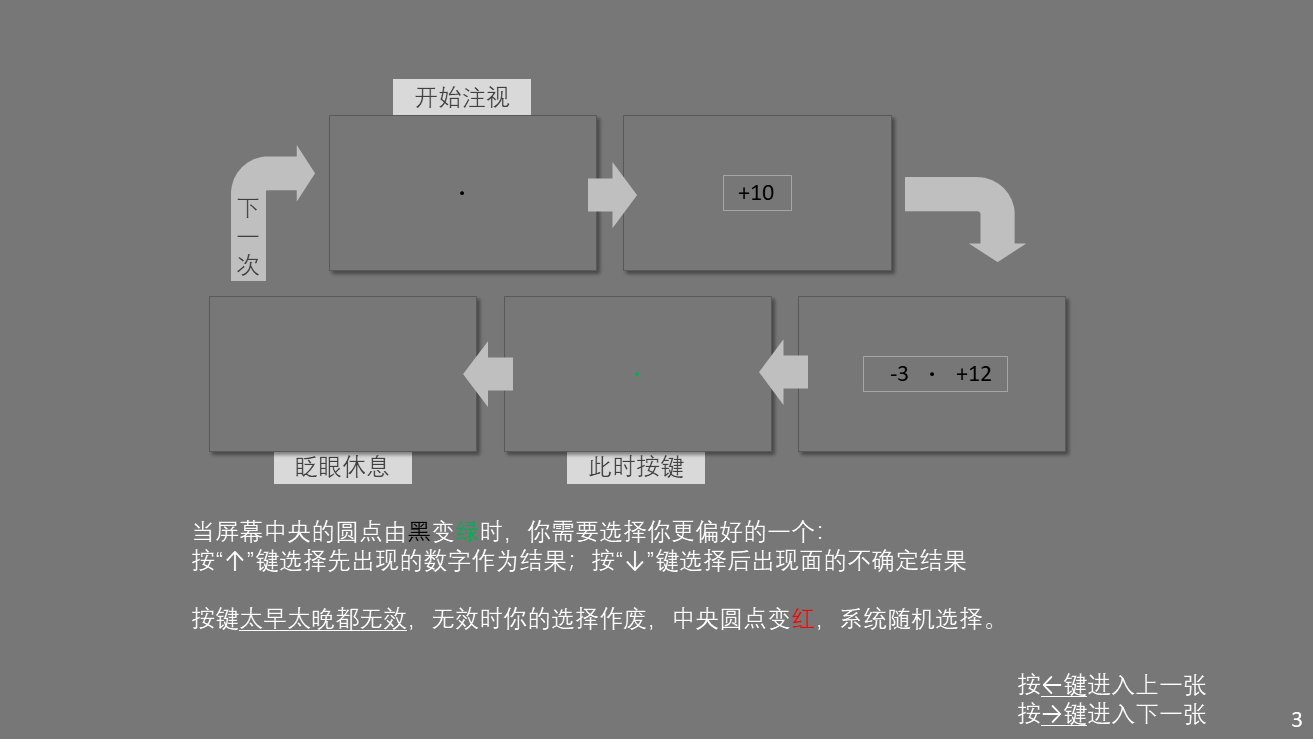 开始注视
下一次
·
+10
-3 · +12
·
此时按键
眨眼休息
当屏幕中央的圆点由黑变绿时，你需要选择你更偏好的一个：
按“↑”键选择先出现的数字作为结果；按“↓”键选择后出现面的不确定结果
按键太早太晚都无效，无效时你的选择作废，中央圆点变红，系统随机选择。
按←键进入上一张
按→键进入下一张
3